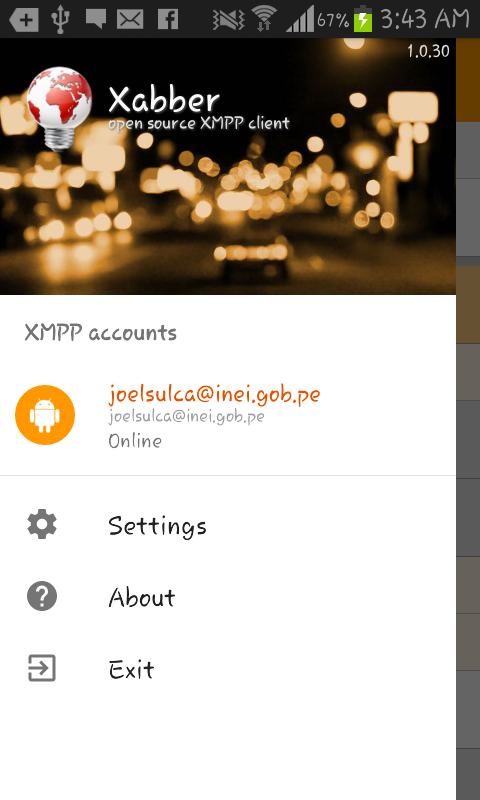 67% 3:43 AM
1.0.30
Xabber
open source XMPP client
XMPP accounts
joelsulca@inei.gob.pe
joelsulca@inei.gob.pe
Online
Settings
About
Exit